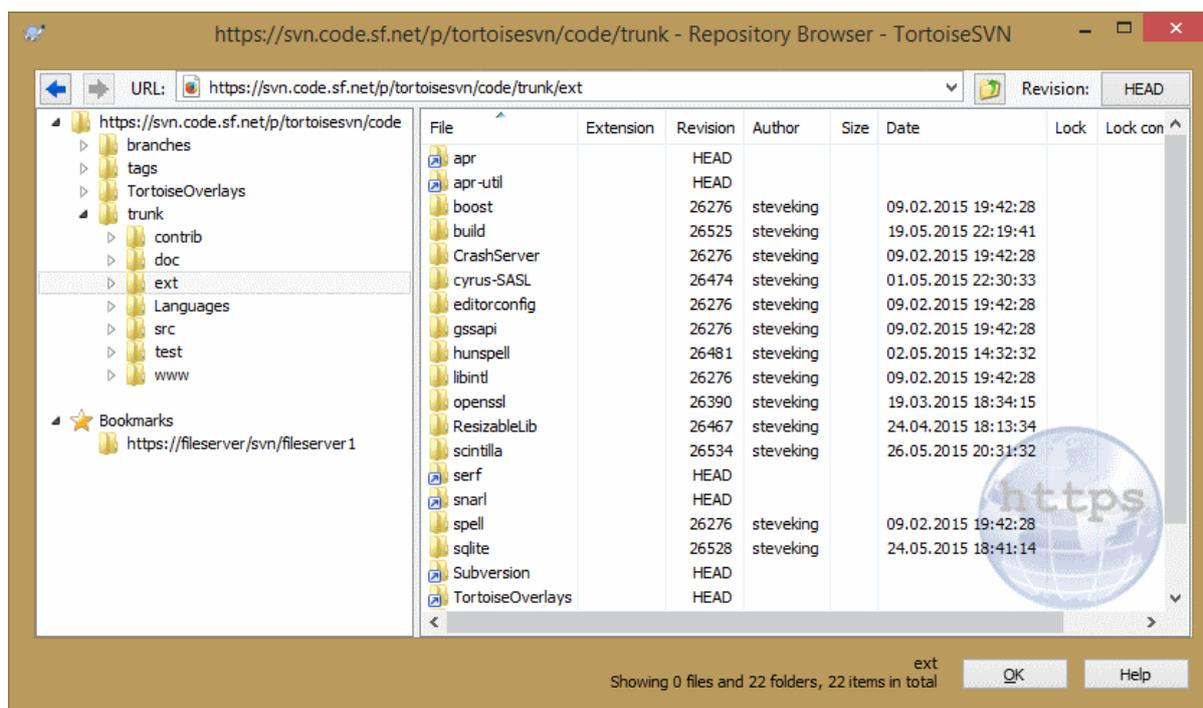 https://svn.code.sf.net/p/tortoisesvn/code/trunk - Repository Browser - TortoiseSVN
URL: https://svn.code.sf.net/p/tortoisesvn/code/trunk/ext Revision: HEAD
https://svn.code.sf.net/p/tortoisesvn/code
branches
tags
TortoiseOverlays
trunk
contrib
doc
ext
Languages
src
test
www
Bookmarks
https://fileserver/svn/fileserver1
File Extension Revision Author Size Date Lock Lock com
apr HEAD
apr-util HEAD
boost 26276 steveking 09.02.2015 19:42:28
build 26525 steveking 19.05.2015 22:19:41
CrashServer 26276 steveking 09.02.2015 19:42:28
cyrus-SASL 26474 steveking 01.05.2015 22:30:33
editorconfig 26276 steveking 09.02.2015 19:42:28
gssapi 26276 steveking 09.02.2015 19:42:28
hunspell 26481 steveking 02.05.2015 14:32:32
libintl 26276 steveking 09.02.2015 19:42:28
openssl 26390 steveking 19.03.2015 18:34:15
ResizableLib 26467 steveking 24.04.2015 18:13:34
scintilla 26534 steveking 26.05.2015 20:31:32
serf HEAD
snarl HEAD
spell 26276 steveking 09.02.2015 19:42:28
sqlite 26528 steveking 24.05.2015 18:41:14
Subversion HEAD
TortoiseOverlays HEAD
https
ext
Showing 0 files and 22 folders, 22 items in total
OK Help